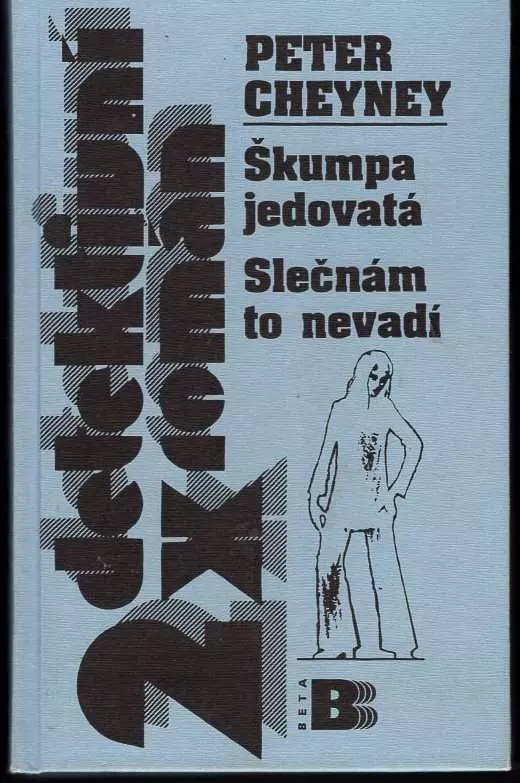 PETER
CHEYNEY
Škumpa
jedovatá
Slečnám
to nevadí
2x detektivní
román
BETA
B